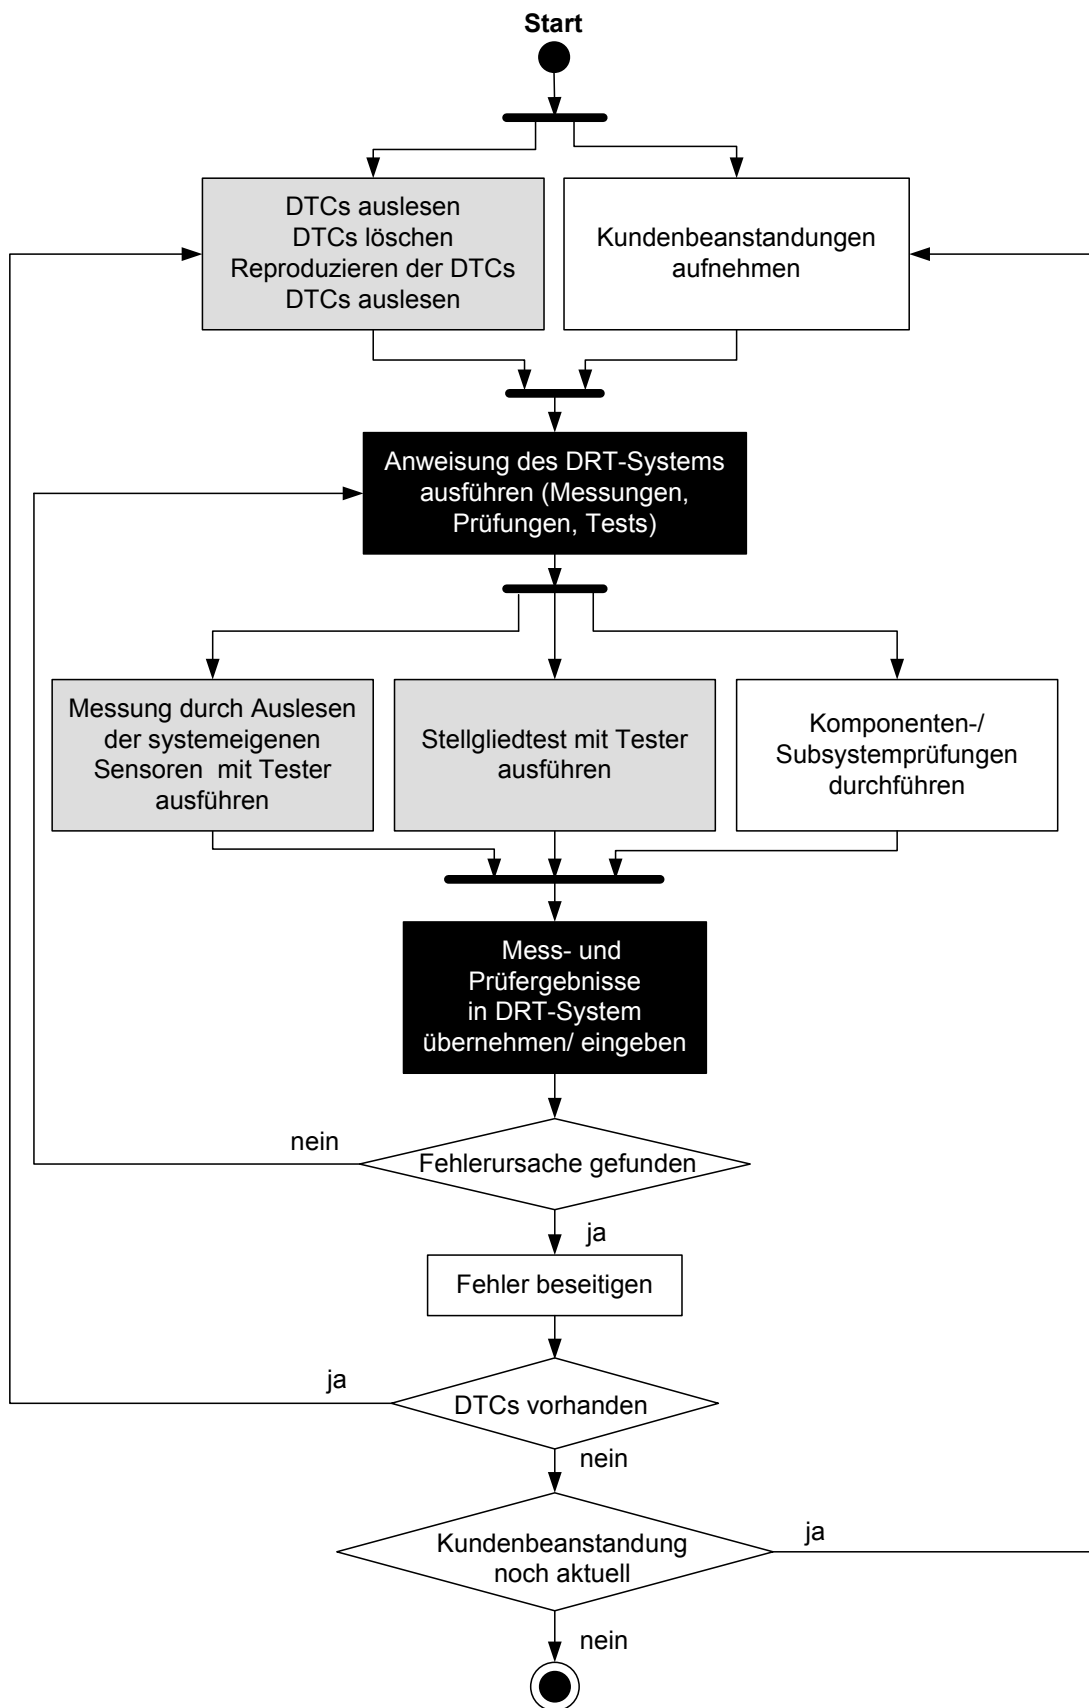 Start
DTCs auslesen
DTCs löschen
Reproduzieren der DTCs
DTCs auslesen
Kundenbeanstandungen
aufnehmen
Anweisung des DRT-Systems
ausführen (Messungen,
Prüfungen, Tests)
Messung durch Auslesen
der systemeigenen
Sensoren mit Tester
ausführen
Stellgliedtest mit Tester
ausführen
Komponenten-/
Subsystemprüfungen
durchführen
Mess- und
Prüfergebnisse
in DRT-System
übernehmen/ eingeben
nein
Fehlerursache gefunden
ja
Fehler beseitigen
ja
DTCs vorhanden
nein
Kundenbeanstandung
noch aktuell
ja
nein